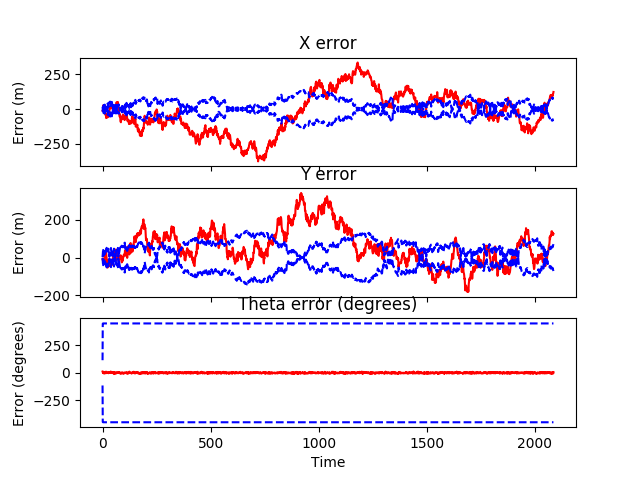 X error
Error (m)
250
0
−250
Y error
Error (m)
200
0
−200
Theta error (degrees)
Error (degrees)
250
0
−250
0
500
1000
1500
2000
Time